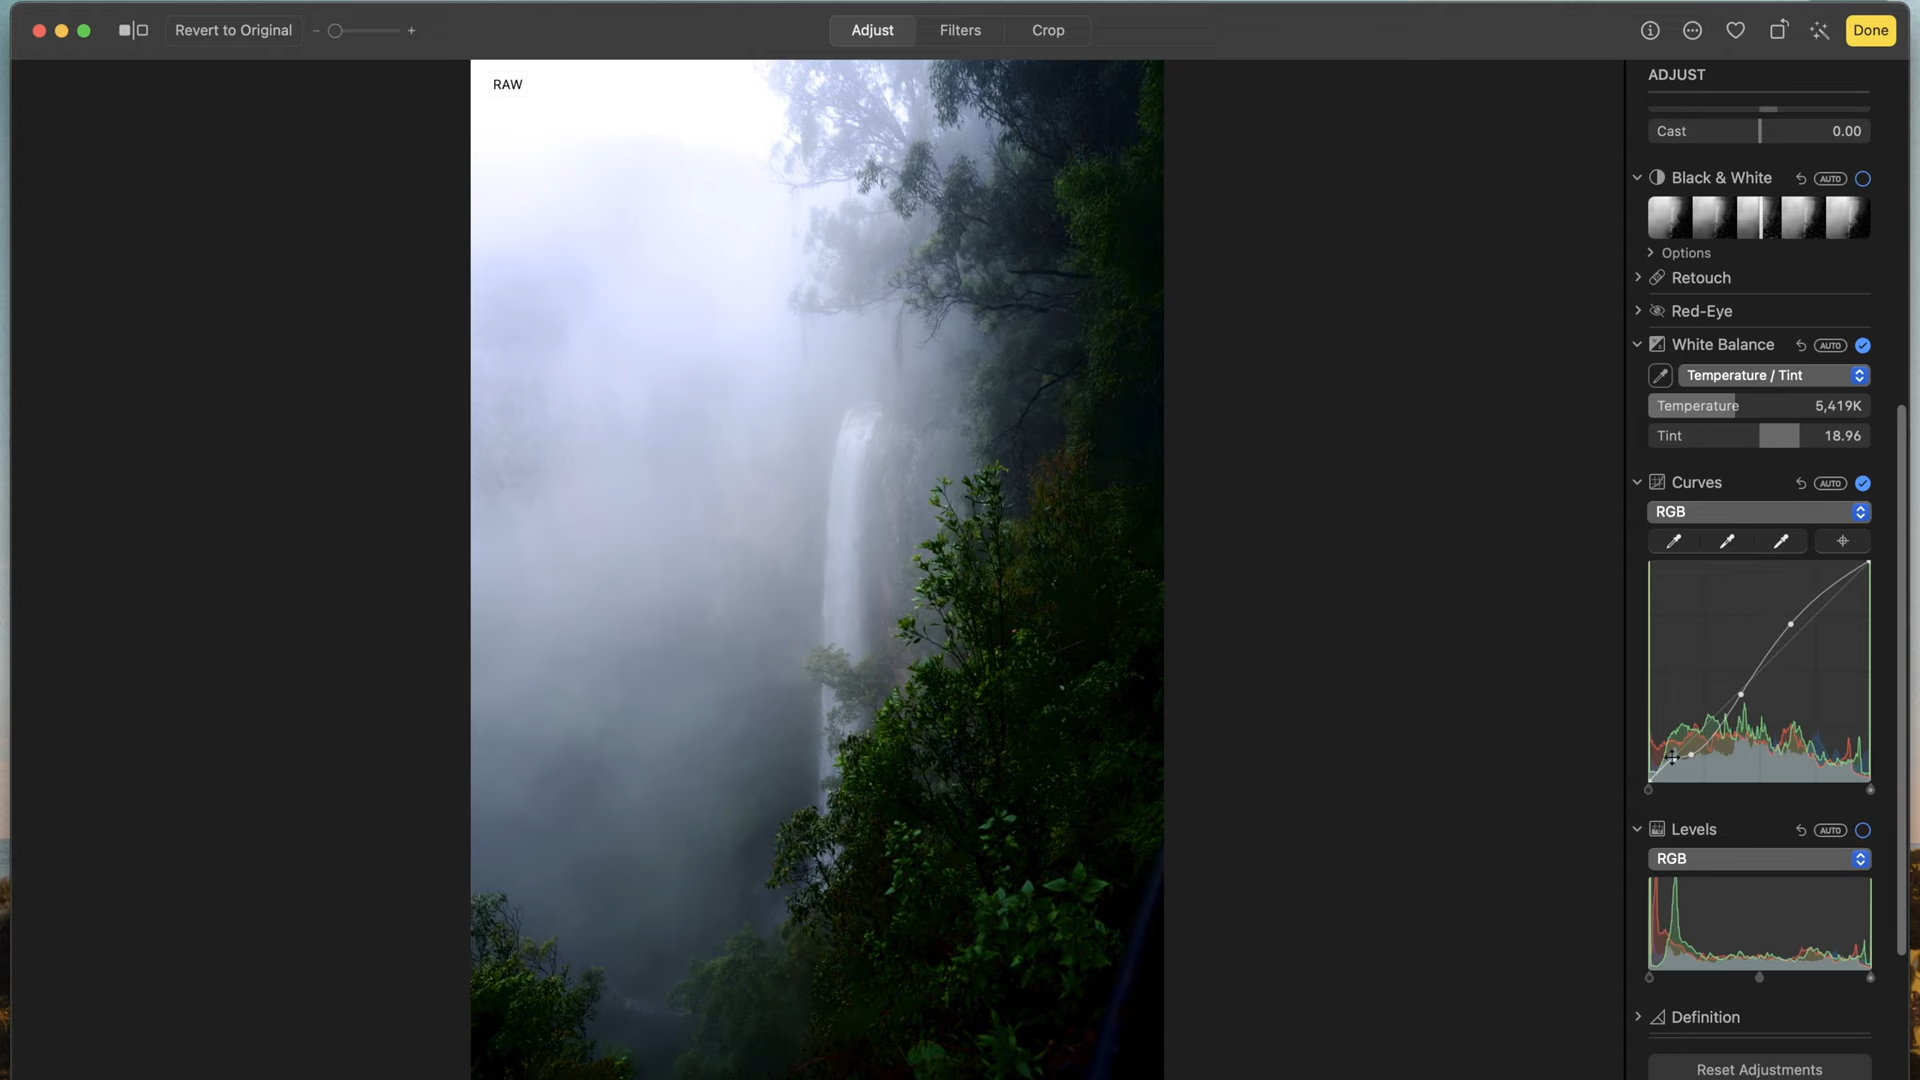 Revert to Original
Adjust
Filters
Crop
Done
RAW
ADJUST
Cast 0.00
Black & White AUTO
Options
Retouch
Red-Eye
White Balance AUTO
Temperature / Tint
Temperature 5,419K
Tint 18.96
Curves AUTO
RGB
Levels AUTO
RGB
Definition
Reset Adjustments